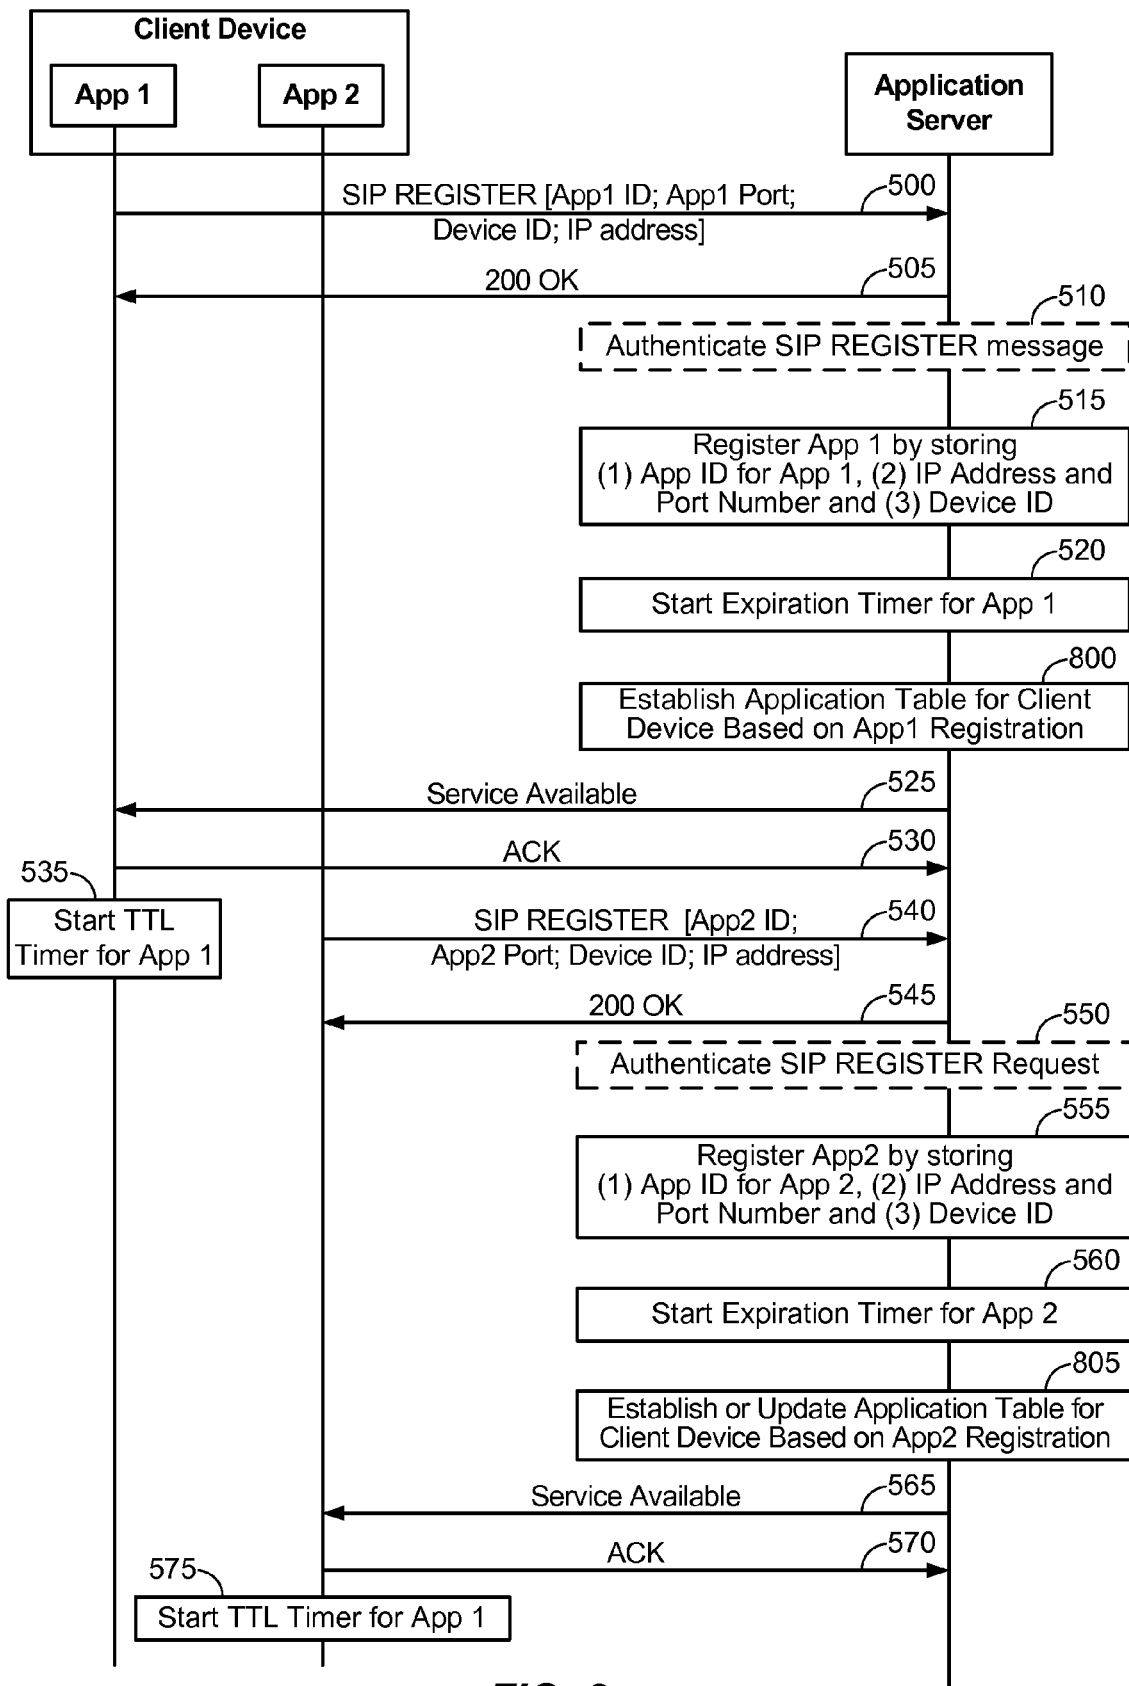 Client Device
App 1
App 2
Application
Server
SIP REGISTER [App1 ID; App1 Port;
Device ID; IP address]
500
200 OK
505
510
Authenticate SIP REGISTER message
515
Register App 1 by storing
(1) App ID for App 1, (2) IP Address and
Port Number and (3) Device ID
520
Start Expiration Timer for App 1
800
Establish Application Table for Client
Device Based on App1 Registration
Service Available
525
ACK
530
535
Start TTL
Timer for App 1
SIP REGISTER [App2 ID;
App2 Port; Device ID; IP address]
540
200 OK
545
550
Authenticate SIP REGISTER Request
555
Register App2 by storing
(1) App ID for App 2, (2) IP Address and
Port Number and (3) Device ID
560
Start Expiration Timer for App 2
805
Establish or Update Application Table for
Client Device Based on App2 Registration
Service Available
565
ACK
570
575
Start TTL Timer for App 1